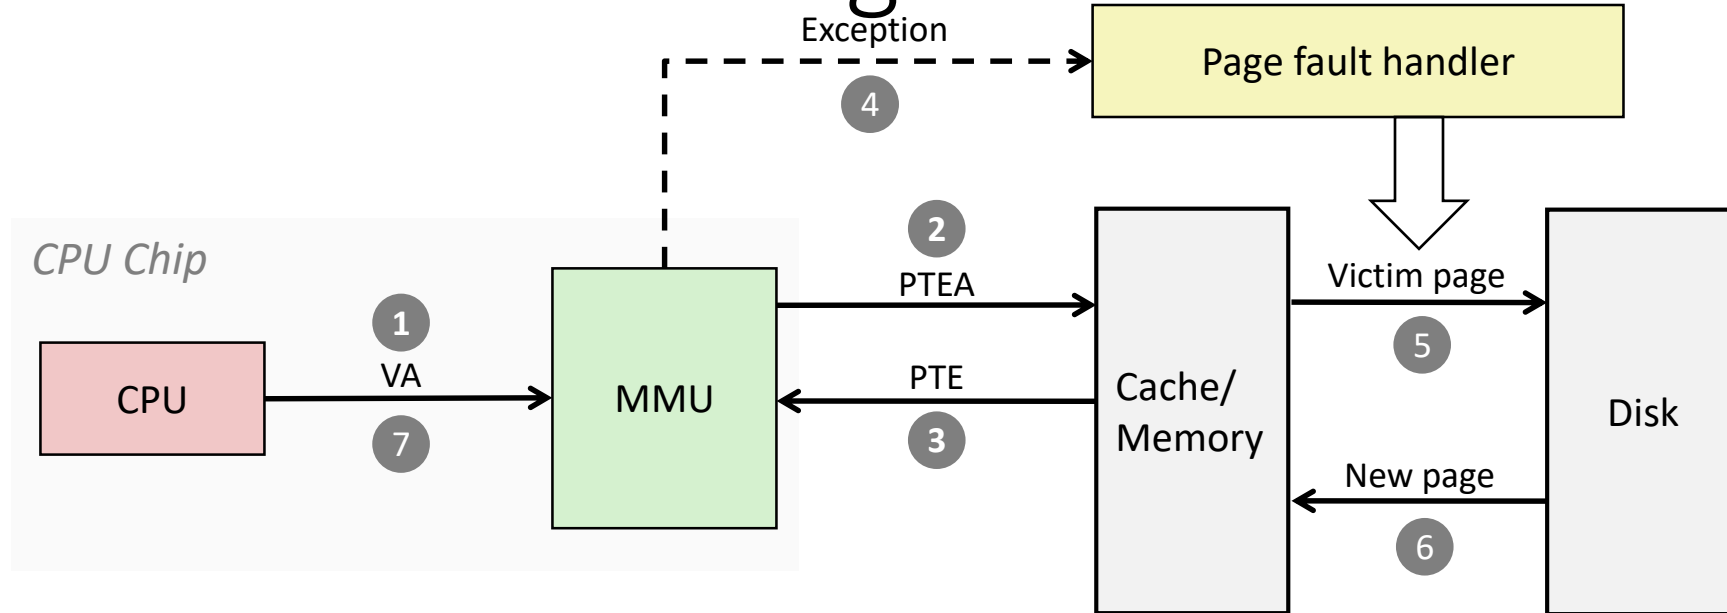 Exception
Page fault handler
4
CPU Chip
2
PTEA
Victim page
1
5
VA
CPU
MMU
PTE
Cache/
Memory
Disk
7
3
New page
6